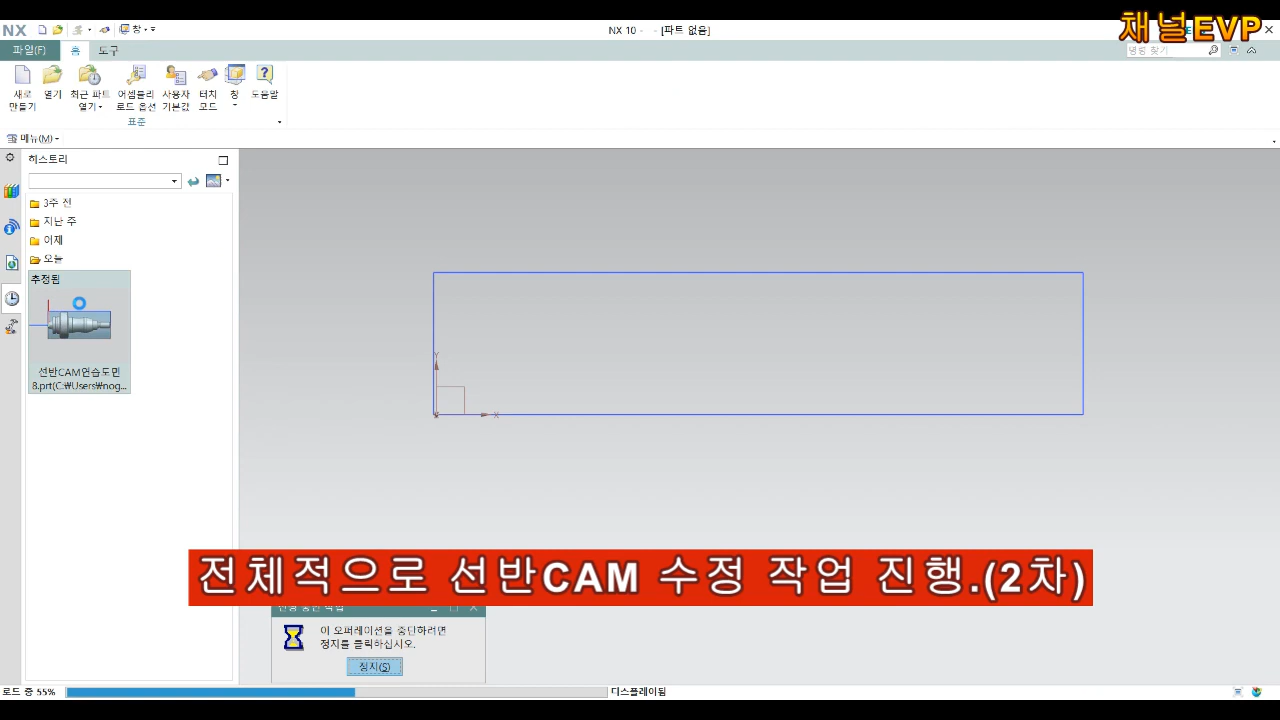 NX
창
NX 10 - - [파트 없음]
채널EVP
파일(F)
홈
도구
명령 찾기
새로 만들기
열기
최근 파트 열기
어셈블리 로드 옵션
사용자 기본값
터치 모드
창
도움말
표준
메뉴(M)
히스토리
3주 전
지난 주
어제
오늘
추정됨
선반CAM연습도면
8.prt(C:₩Users₩nog...
Y
X
전체적으로 선반CAM 수정 작업 진행.(2차)
이 오퍼레이션을 중단하려면
정지를 클릭하십시오.
정지(S)
로드 중 55%
디스플레이됨